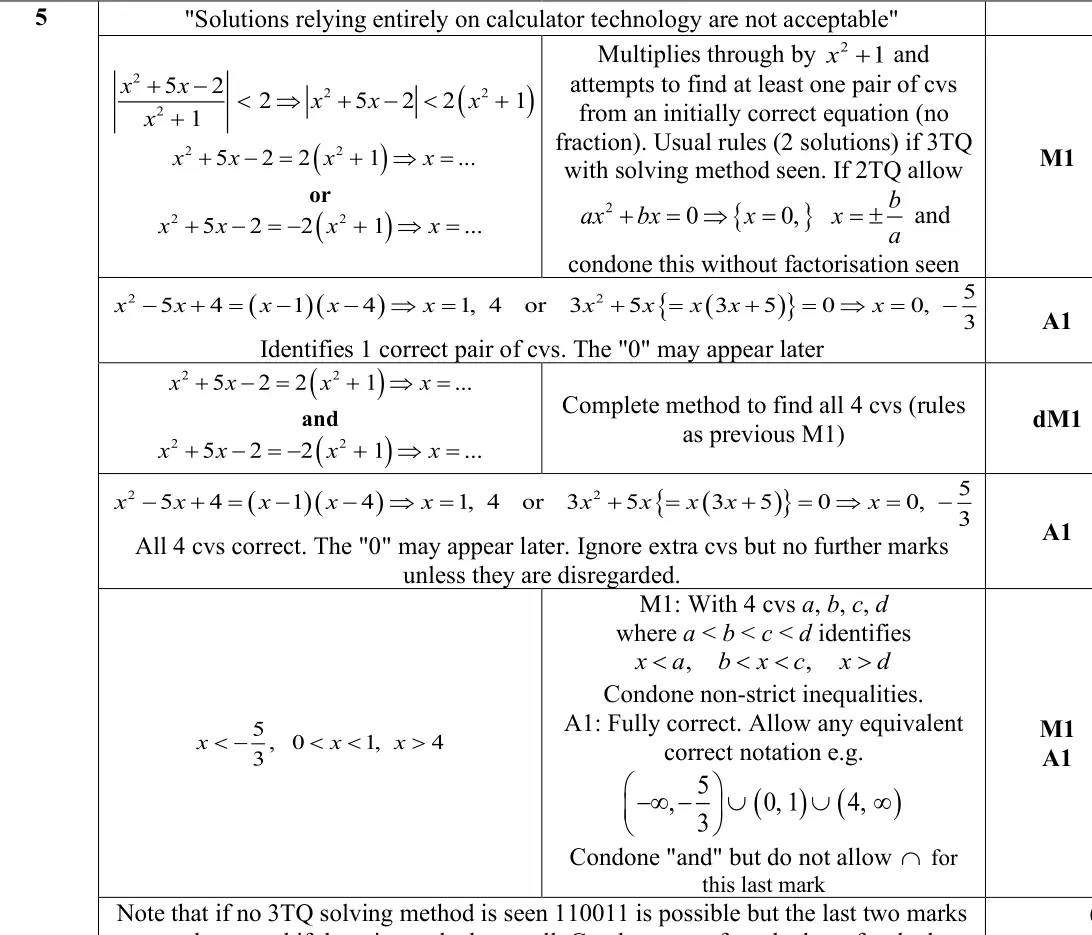 5
"Solutions relying entirely on calculator technology are not acceptable"
|(x² + 5x − 2)/(x² + 1)| < 2 ⇒ |x² + 5x − 2| < 2(x² + 1)
x² + 5x − 2 = 2(x² + 1) ⇒ x = ...
or
x² + 5x − 2 = −2(x² + 1) ⇒ x = ...
Multiplies through by x² + 1 and
attempts to find at least one pair of cvs
from an initially correct equation (no
fraction). Usual rules (2 solutions) if 3TQ
with solving method seen. If 2TQ allow
ax² + bx = 0 ⇒ {x = 0, } x = ± b/a and
condone this without factorisation seen
M1
x² − 5x + 4 = (x − 1)(x − 4) ⇒ x = 1, 4 or 3x² + 5x {= x(3x + 5)} = 0 ⇒ x = 0, − 5/3
Identifies 1 correct pair of cvs. The "0" may appear later
A1
x² + 5x − 2 = 2(x² + 1) ⇒ x = ...
and
x² + 5x − 2 = −2(x² + 1) ⇒ x = ...
Complete method to find all 4 cvs (rules
as previous M1)
dM1
x² − 5x + 4 = (x − 1)(x − 4) ⇒ x = 1, 4 or 3x² + 5x {= x(3x + 5)} = 0 ⇒ x = 0, − 5/3
All 4 cvs correct. The "0" may appear later. Ignore extra cvs but no further marks
unless they are disregarded.
A1
x < − 5/3, 0 < x < 1, x > 4
M1: With 4 cvs a, b, c, d
where a < b < c < d identifies
x < a, b < x < c, x > d
Condone non-strict inequalities.
A1: Fully correct. Allow any equivalent
correct notation e.g.
(−∞, − 5/3) ∪ (0, 1) ∪ (4, ∞)
Condone "and" but do not allow ∩ for
this last mark
M1
A1
Note that if no 3TQ solving method is seen 110011 is possible but the last two marks